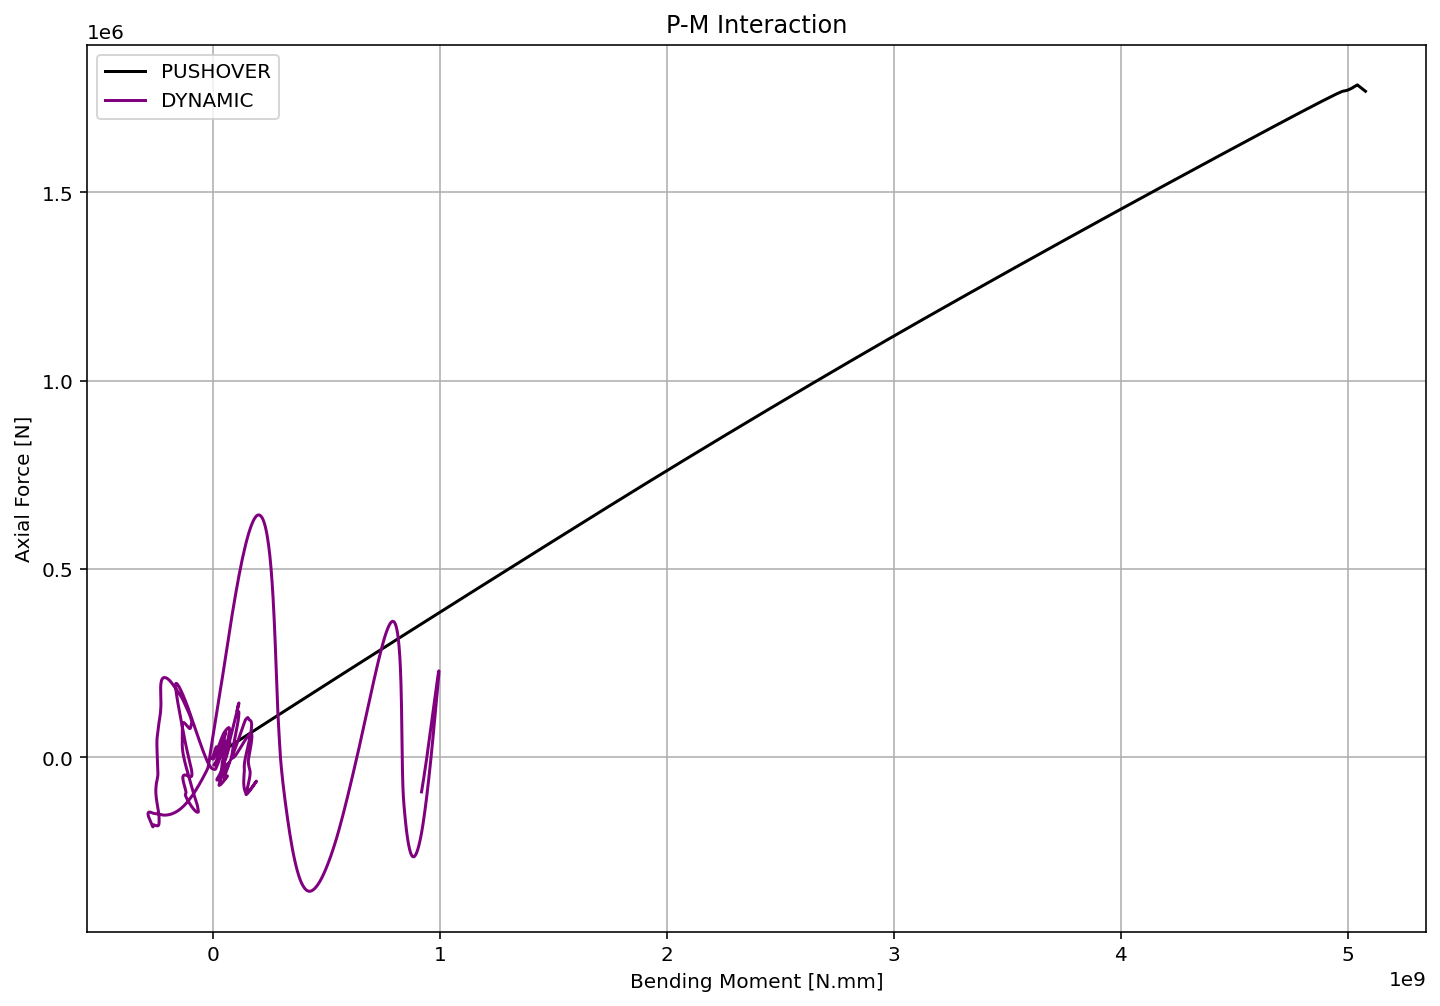 P-M Interaction
1e6
PUSHOVER
DYNAMIC
1.5
1.0
0.5
0.0
Axial Force [N]
0 1 2 3 4 5
1e9
Bending Moment [N.mm]